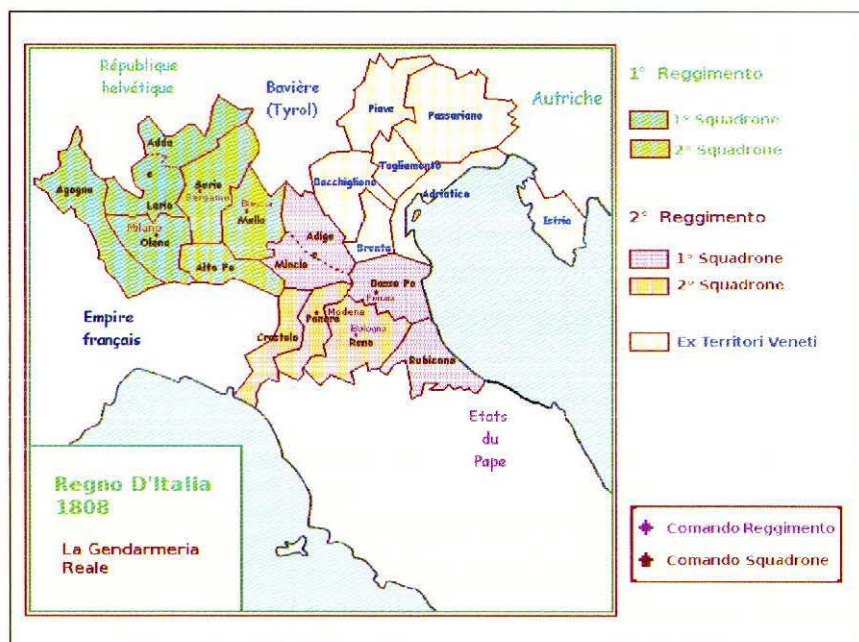 République
helvétique
Bavière
(Tyrol)
Autriche
Piave
Passariano
Adda
?
e
Lario
Agogna
Serio
Bergamo
Brescia
Mella
Milano
Olona
Alto Po
Bacchiglione
Tagliamento
Adriatico
Istria
Brenta
Adige
e
Mincio
Basso Po
Ferrara
Empire
français
Crostolo
Panaro
Modena
Bologna
Reno
Rubicone
Etats
du
Pape
Regno D'Italia
1808
La Gendarmeria
Reale
1° Reggimento
1° Squadrone
2° Squadrone
2° Reggimento
1° Squadrone
2° Squadrone
Ex Territori Veneti
Comando Reggimento
Comando Squadrone